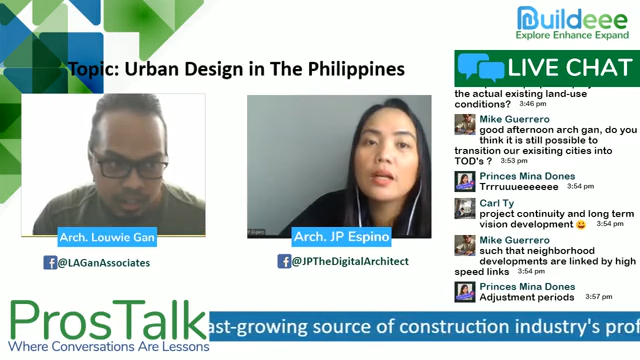 Buildeee
Explore Enhance Expand
Topic: Urban Design in The Philippines
LIVE CHAT
the actual existing land-use
conditions? 3:46 pm
Mike Guerrero
good afternoon arch gan, do you
think it is still possible to
transition our exisiting cities into
TOD's ? 3:53 pm
Princes Mina Dones
Trrruuueeeeeee 3:54 pm
Carl Ty
project continuity and long term
vision development 😀 3:54 pm
Mike Guerrero
such that neighborhood
developments are linked by high
speed links 3:54 pm
Princes Mina Dones
Adjustment periods 3:57 pm
Arch. Louwie Gan
@LAGanAssociates
Arch. JP Espino
@JPTheDigitalArchitect
ProsTalk
Where Conversations Are Lessons
ast-growing source of construction industry's prof